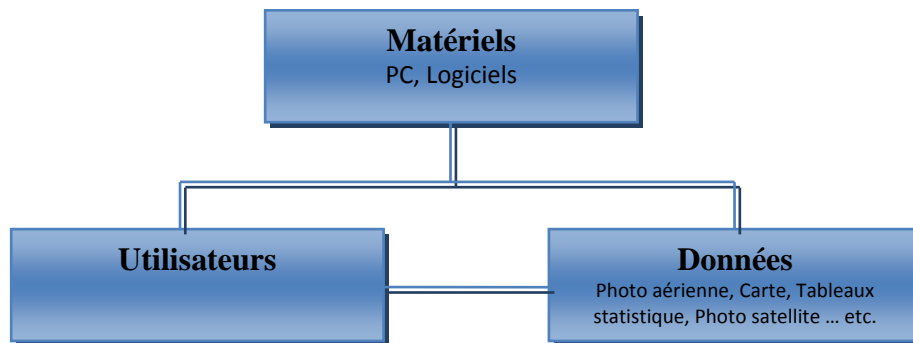 Matériels
PC, Logiciels
Utilisateurs
Données
Photo aérienne, Carte, Tableaux
statistique, Photo satellite ... etc.